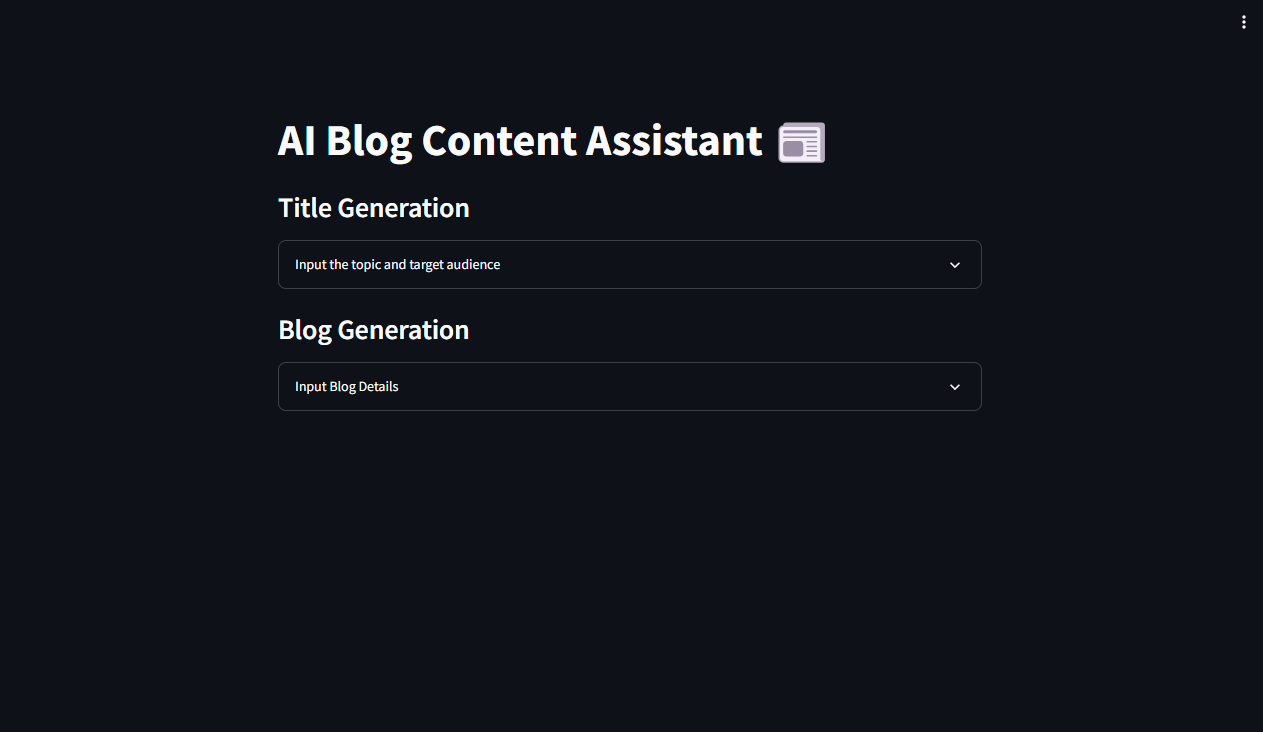 AI Blog Content Assistant
Title Generation
Input the topic and target audience
Blog Generation
Input Blog Details